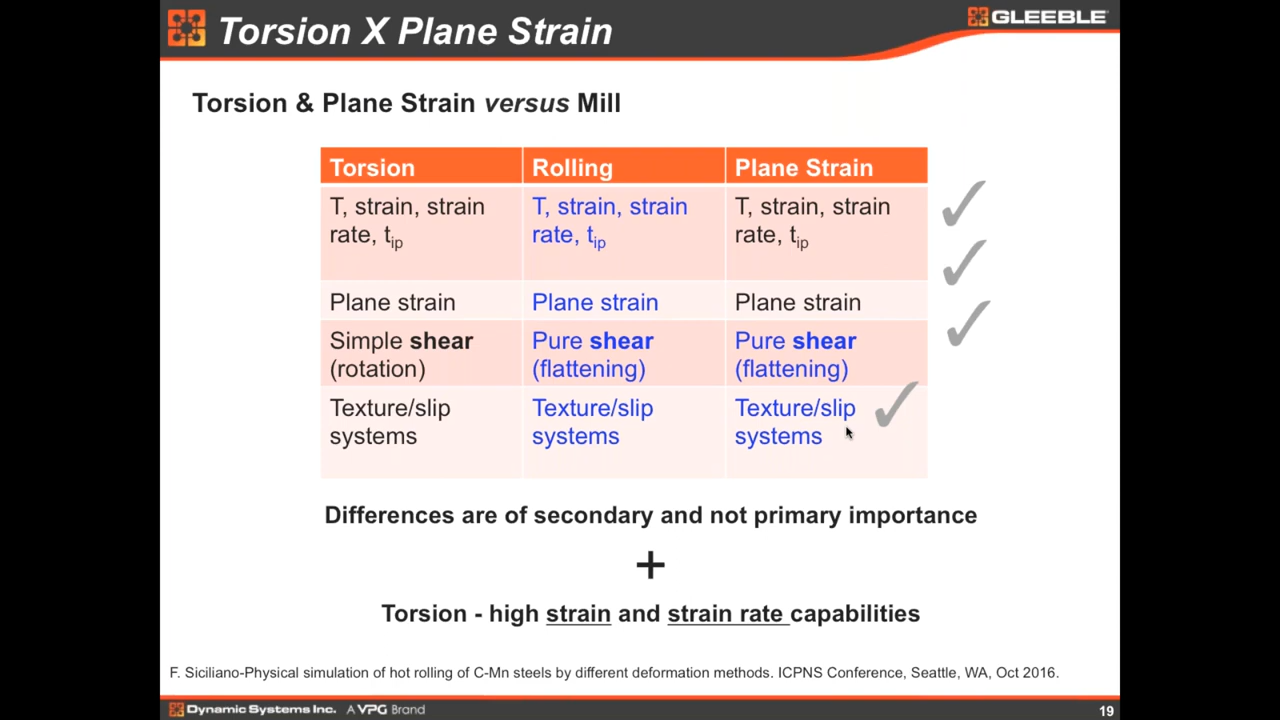 Torsion X Plane Strain
GLEEBLE
Torsion & Plane Strain versus Mill
Torsion
Rolling
Plane Strain
T, strain, strain
rate, tip
T, strain, strain
rate, tip
T, strain, strain
rate, tip
Plane strain
Plane strain
Plane strain
Simple shear
(rotation)
Pure shear
(flattening)
Pure shear
(flattening)
Texture/slip
systems
Texture/slip
systems
Texture/slip
systems
Differences are of secondary and not primary importance
+
Torsion - high strain and strain rate capabilities
F. Siciliano-Physical simulation of hot rolling of C-Mn steels by different deformation methods. ICPNS Conference, Seattle, WA, Oct 2016.
Dynamic Systems Inc. A VPG Brand
19